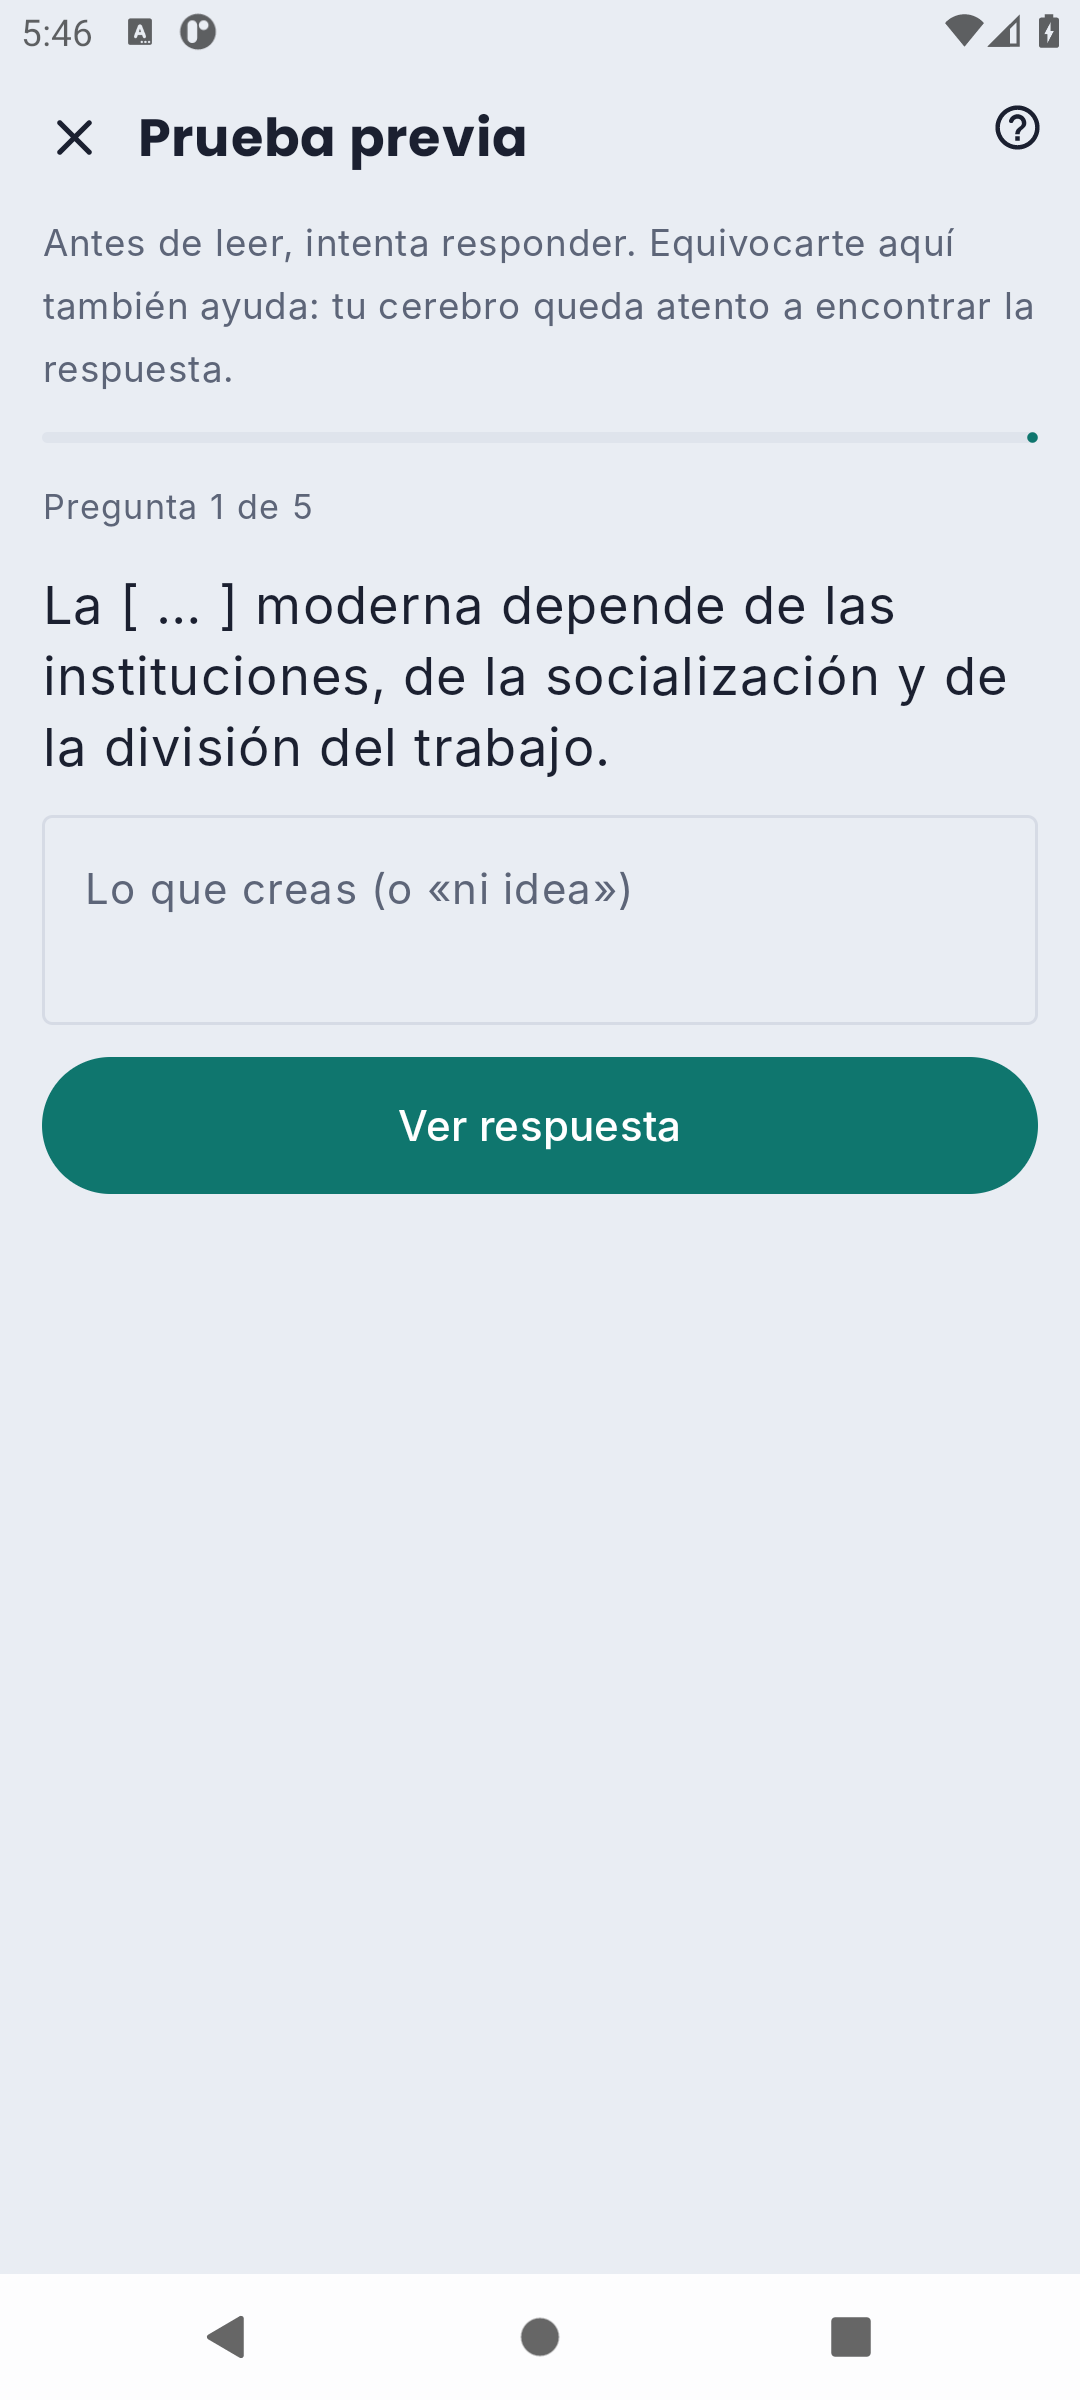 5:46
Prueba previa
Antes de leer, intenta responder. Equivocarte aquí
también ayuda: tu cerebro queda atento a encontrar la
respuesta.
Pregunta 1 de 5
La [ ... ] moderna depende de las
instituciones, de la socialización y de
la división del trabajo.
Lo que creas (o «ni idea»)
Ver respuesta